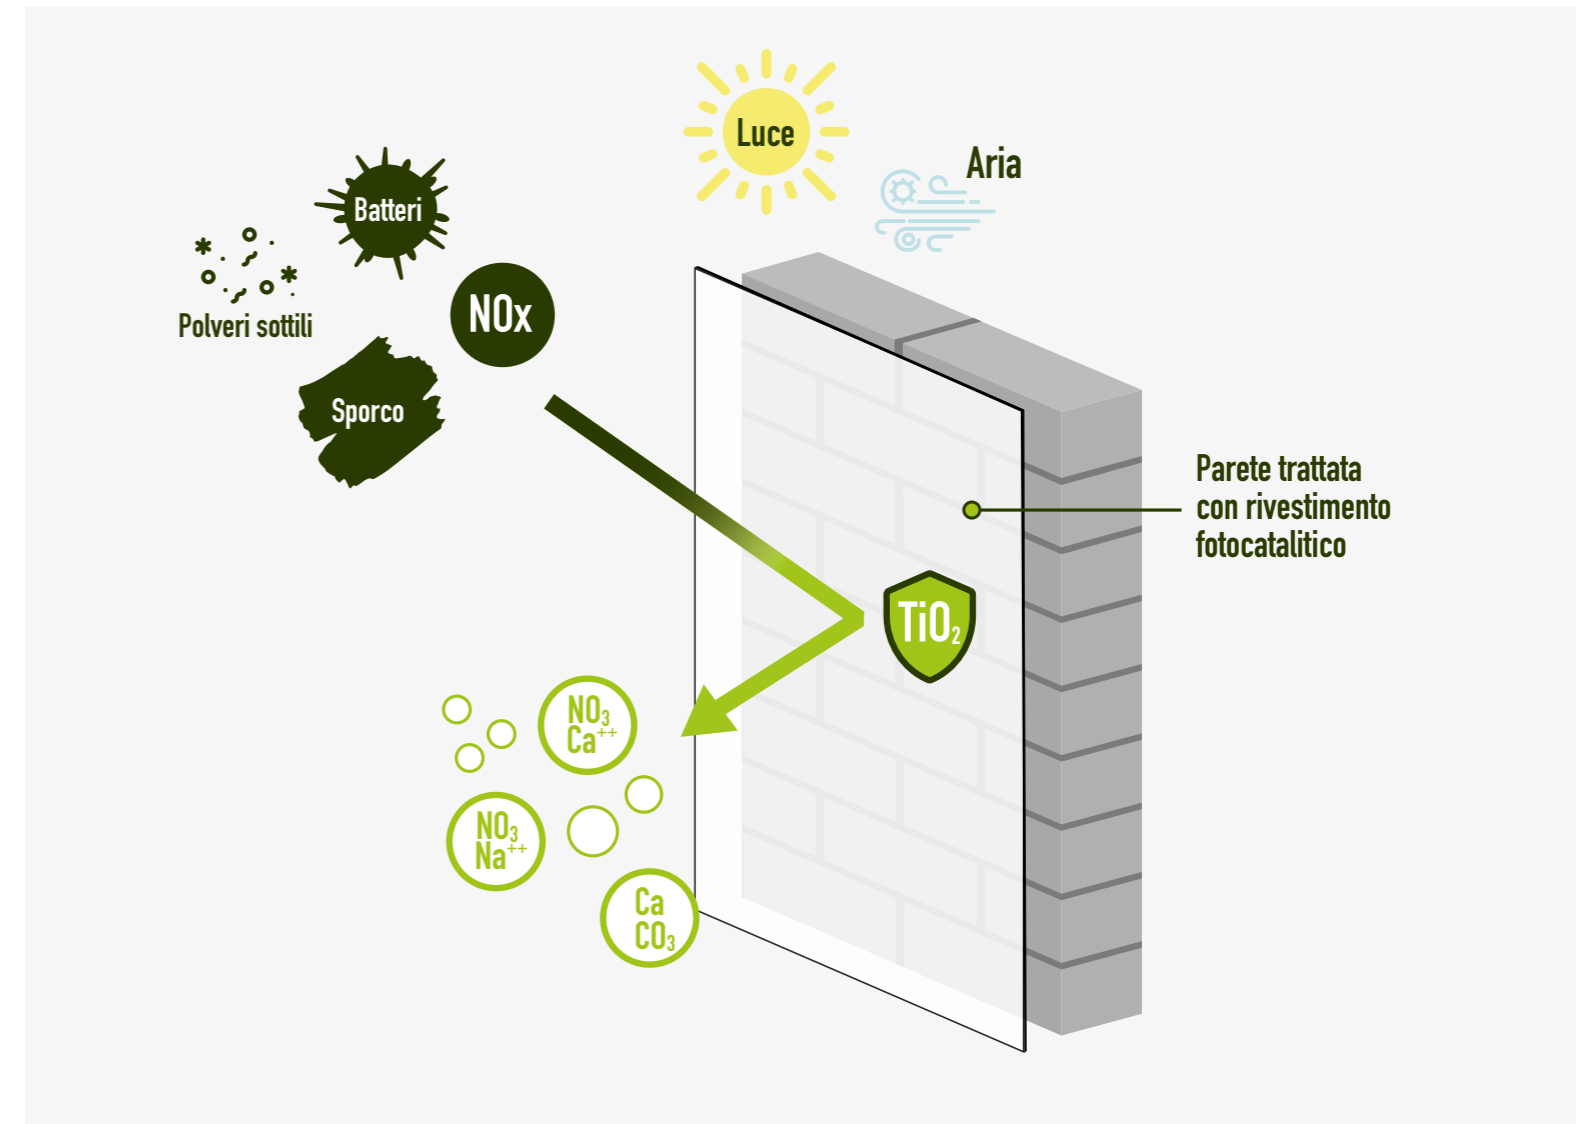 Luce
Aria
Batteri
NOx
Polveri sottili
Sporco
Parete trattata
con rivestimento
fotocatalitico
TiO₂
NO₃
Ca⁺⁺
NO₃
Na⁺⁺
Ca
CO₃